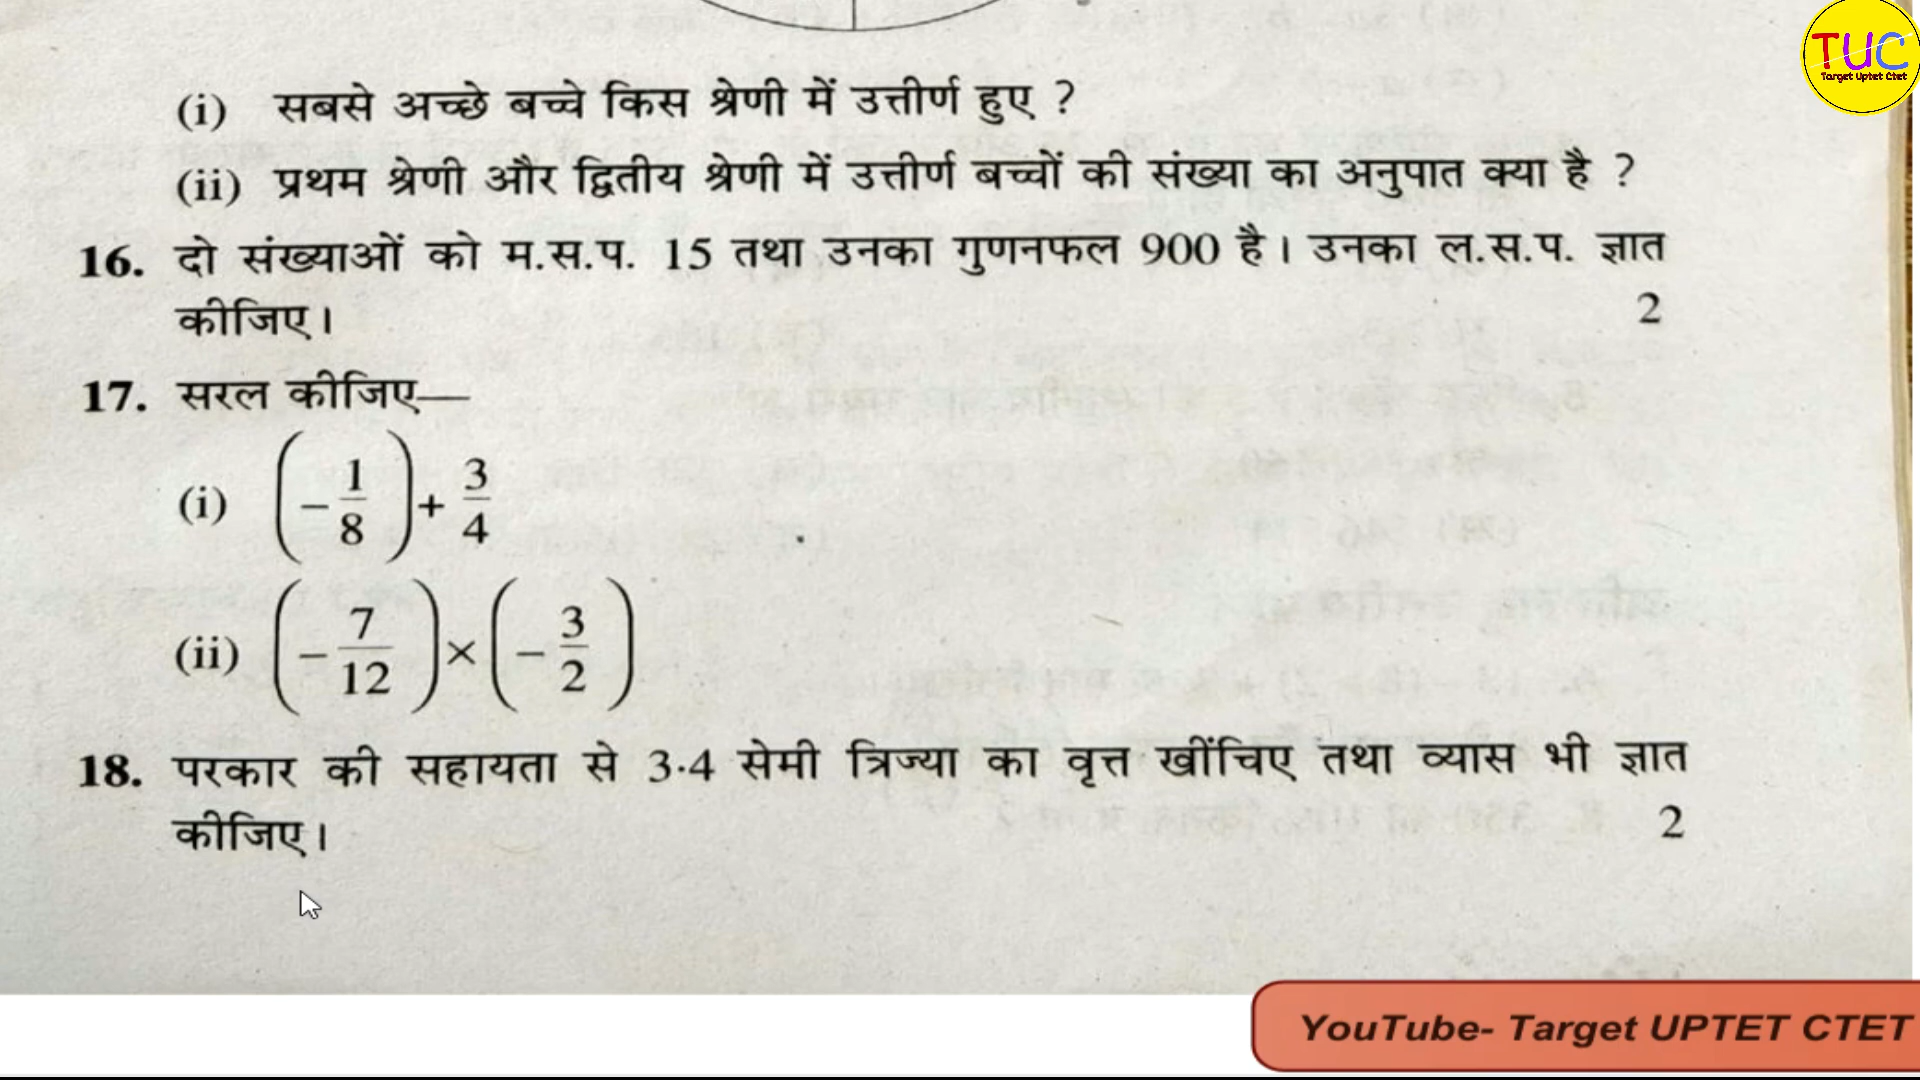 TUC
Target Uptet Ctet
(i) सबसे अच्छे बच्चे किस श्रेणी में उत्तीर्ण हुए ?
(ii) प्रथम श्रेणी और द्वितीय श्रेणी में उत्तीर्ण बच्चों की संख्या का अनुपात क्या है ?
16. दो संख्याओं को म.स.प. 15 तथा उनका गुणनफल 900 है। उनका ल.स.प. ज्ञात
कीजिए। 2
17. सरल कीजिए—
(i) (-1/8) + 3/4
(ii) (-7/12) × (-3/2)
18. परकार की सहायता से 3·4 सेमी त्रिज्या का वृत्त खींचिए तथा व्यास भी ज्ञात
कीजिए। 2
YouTube- Target UPTET CTET